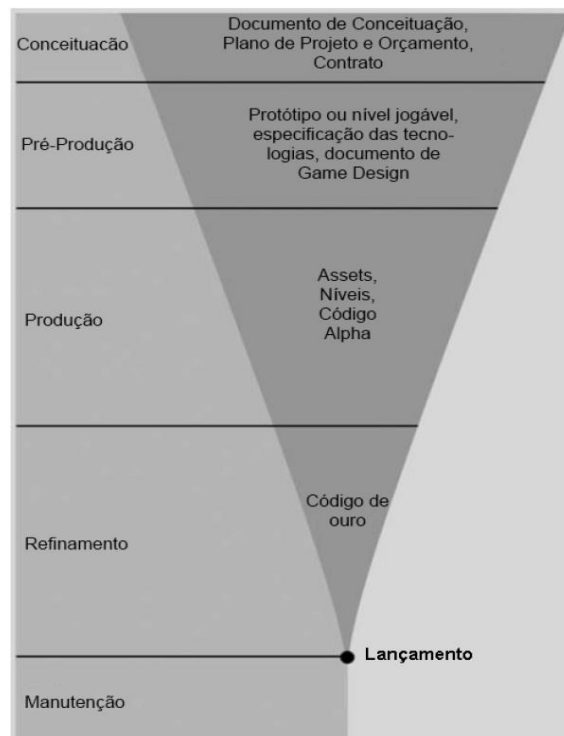 Conceituacão
Documento de Conceituação,
Plano de Projeto e Orçamento,
Contrato
Pré-Produção
Protótipo ou nível jogável,
especificação das tecno-
logias, documento de
Game Design
Produção
Assets,
Níveis,
Código
Alpha
Refinamento
Código de
ouro
Lançamento
Manutenção